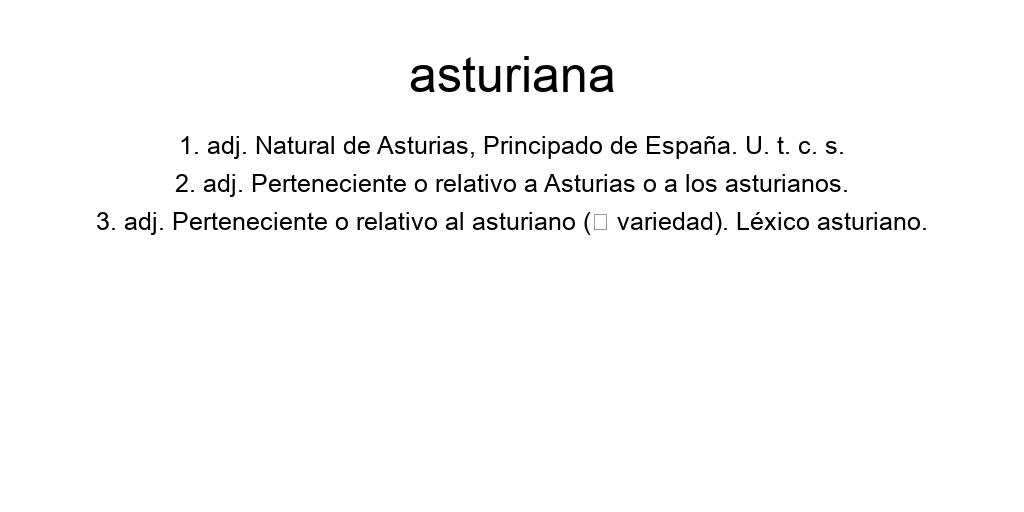 asturiana
1. adj. Natural de Asturias, Principado de España. U. t. c. s.
2. adj. Perteneciente o relativo a Asturias o a los asturianos.
3. adj. Perteneciente o relativo al asturiano (□ variedad). Léxico asturiano.